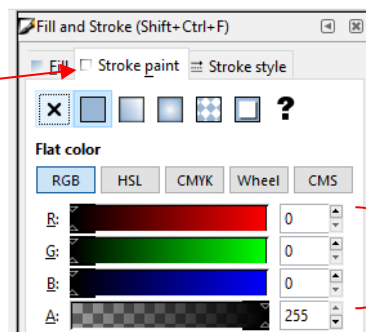 Fill and Stroke (Shift+Ctrl+F)
Fill Stroke paint Stroke style
?
Flat color
RGB HSL CMYK Wheel CMS
R: 0
G: 0
B: 0
A: 255